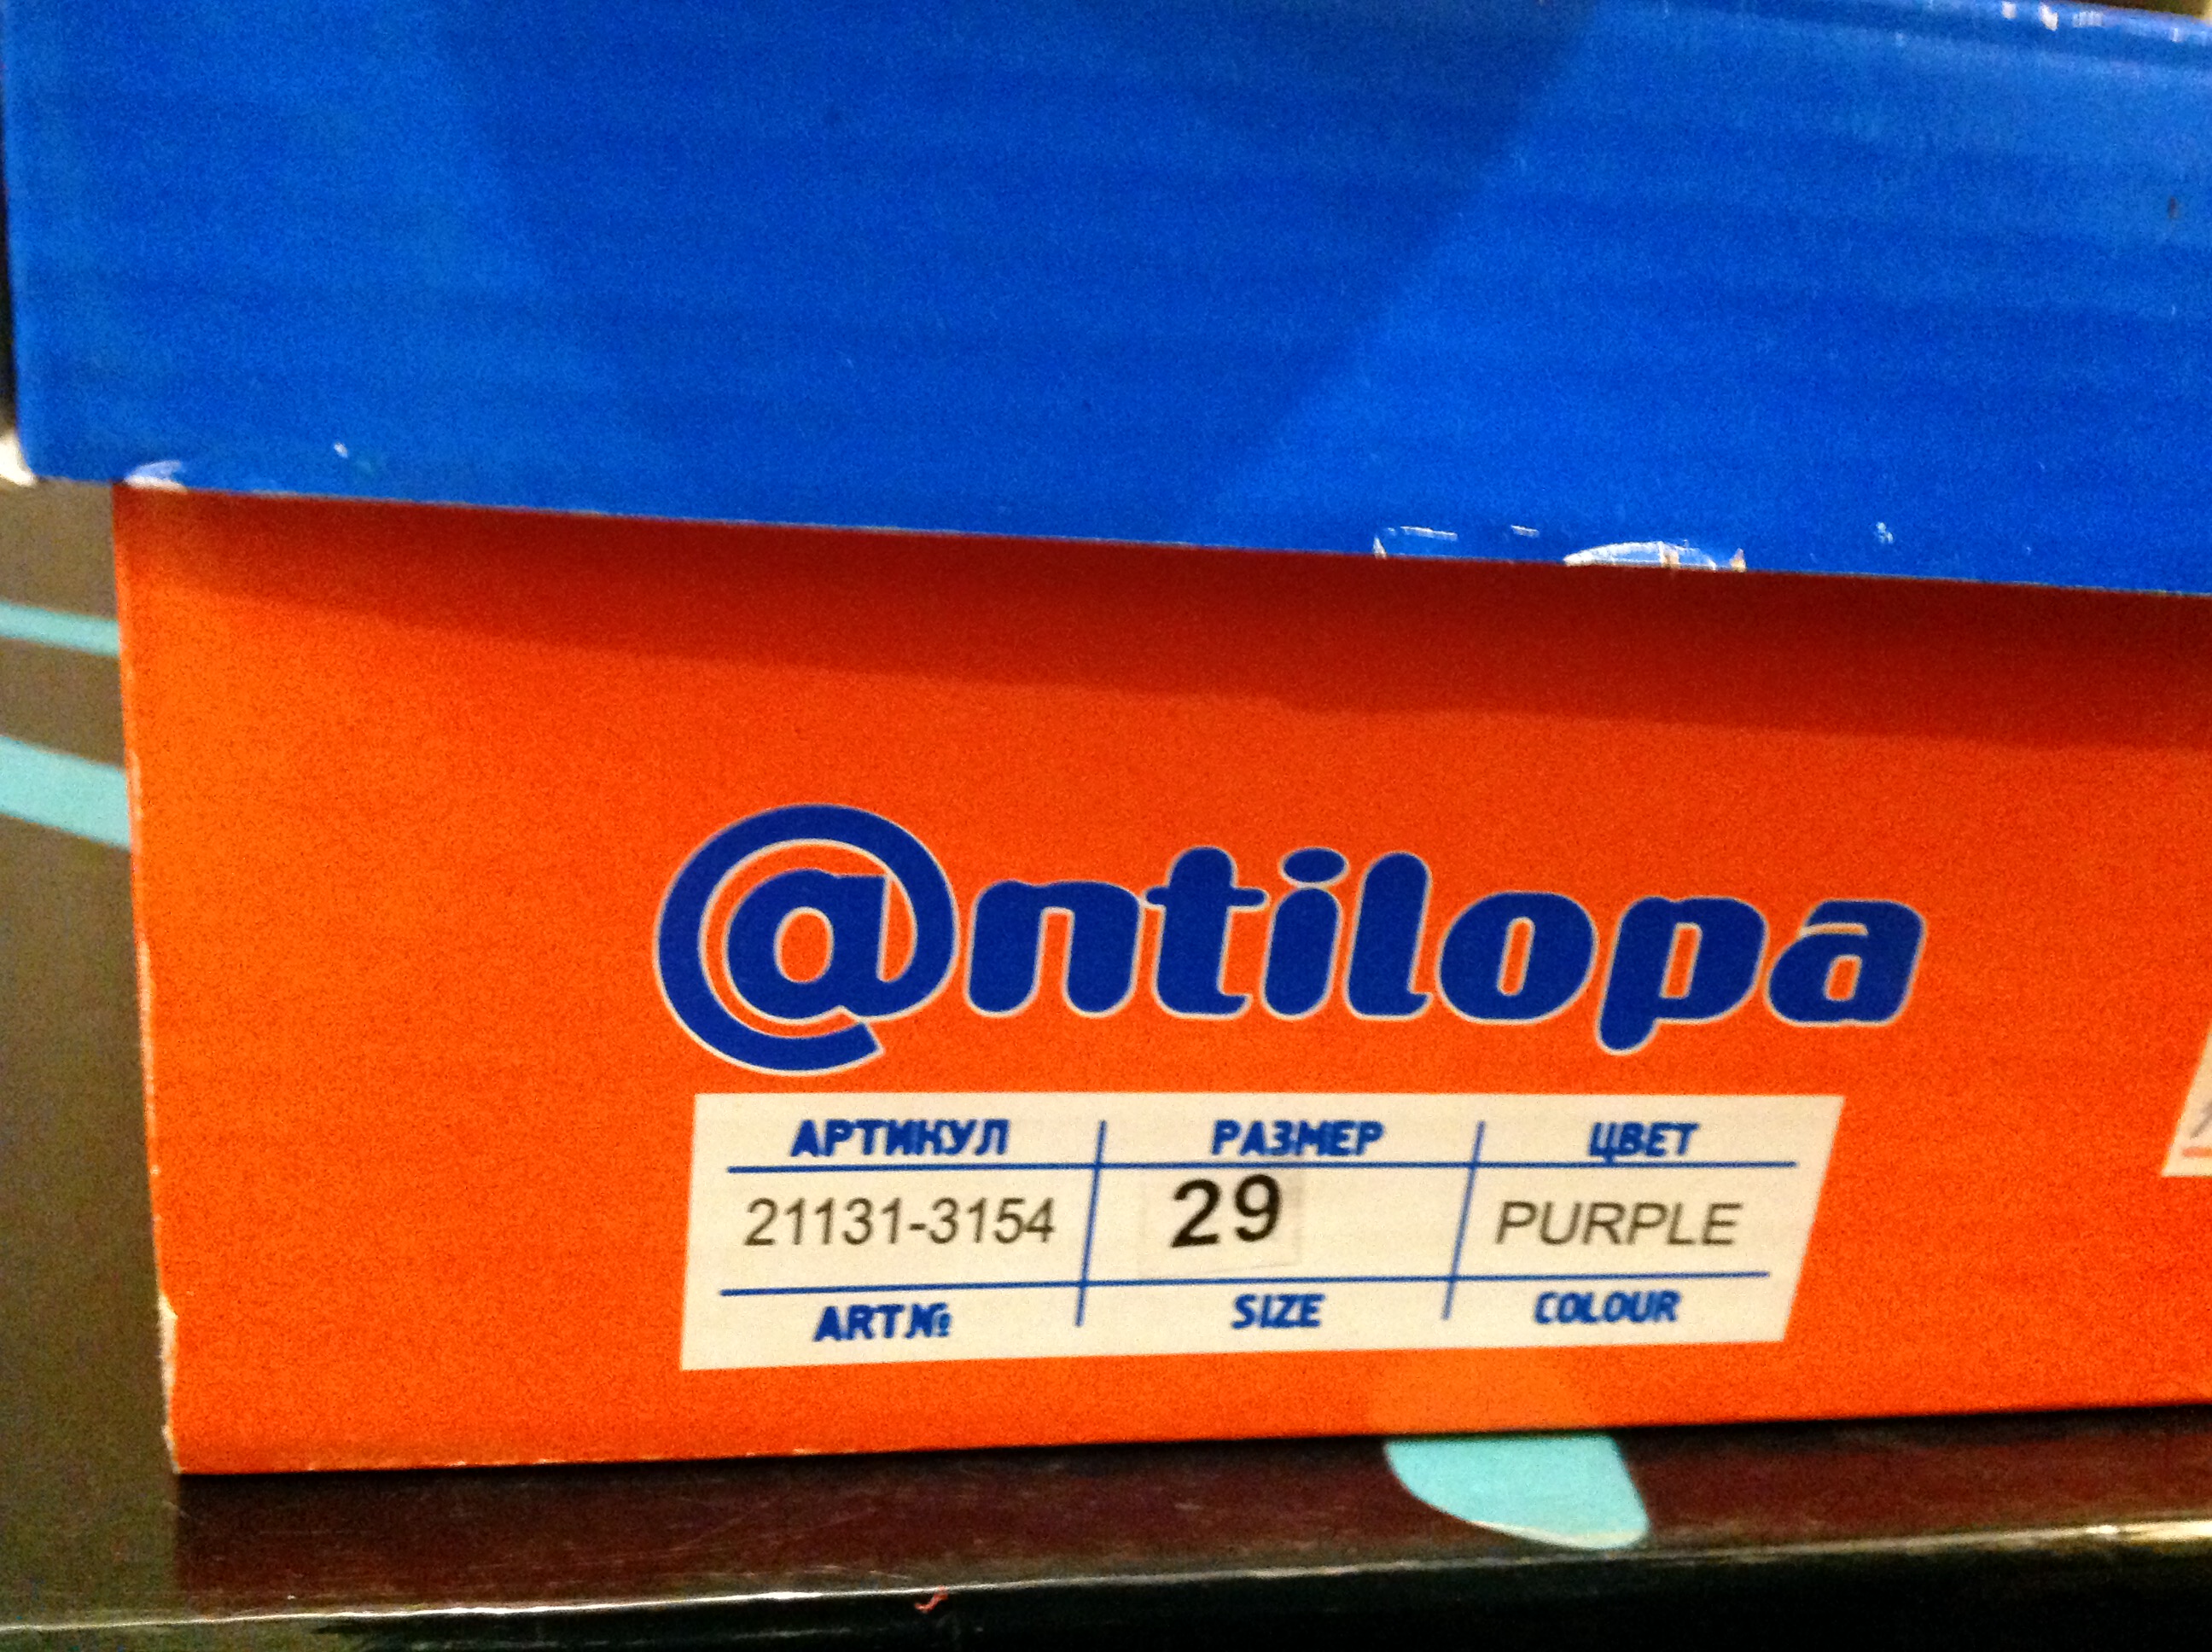 @ntilopa
АРТИКУЛ РАЗМЕР ЦВЕТ
21131-3154 29 PURPLE
ART.№ SIZE COLOUR